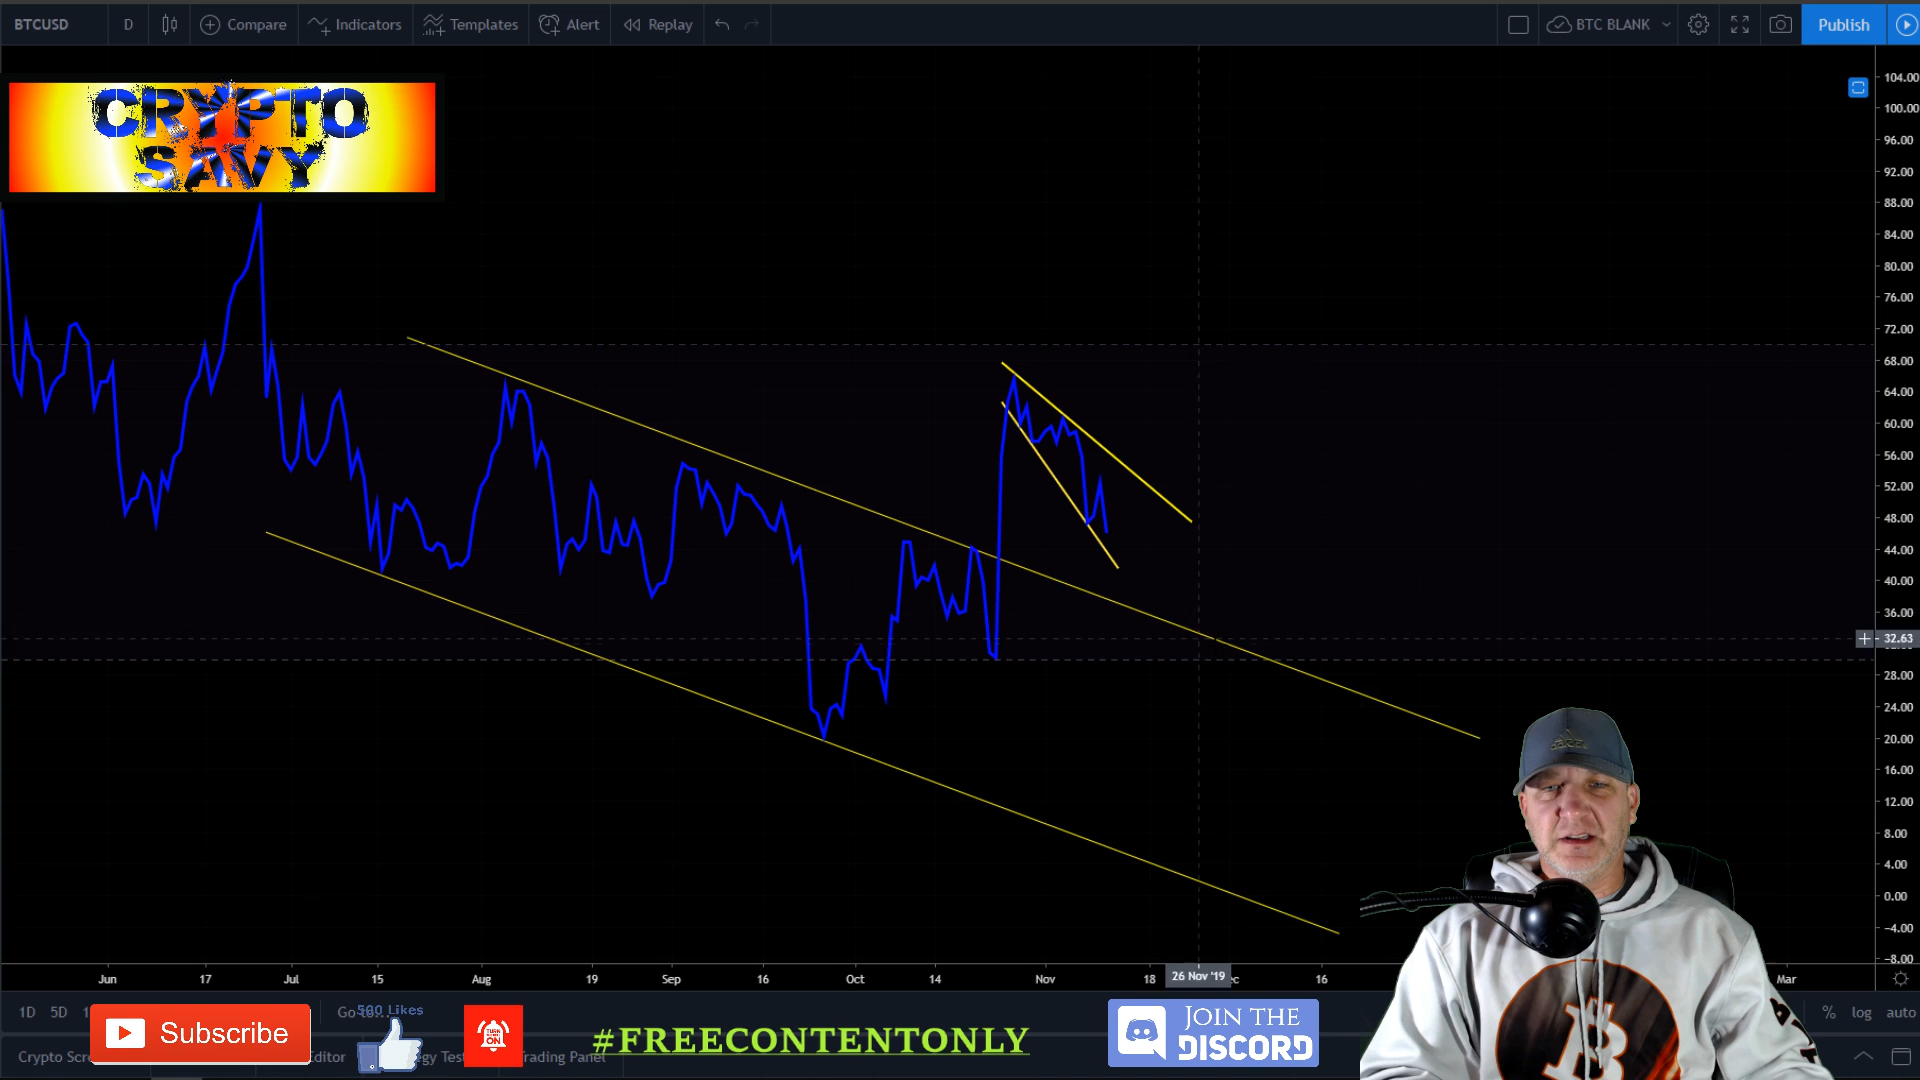 BTCUSD D Compare Indicators Templates Alert Replay BTC BLANK Publish
CRYPTO
SAVY
104.00
100.00
96.00
92.00
88.00
84.00
80.00
76.00
72.00
68.00
64.00
60.00
56.00
52.00
48.00
44.00
40.00
36.00
32.63
28.00
24.00
20.00
16.00
12.00
8.00
4.00
0.00
-4.00
-8.00
Jun 17 Jul 15 Aug 19 Sep 16 Oct 14 Nov 18 26 Nov '19 16 Mar
1D 5D 500 Likes % log auto
Subscribe
TURN
ON
#FREECONTENTONLY
JOIN THE
DISCORD
Crypto Scre